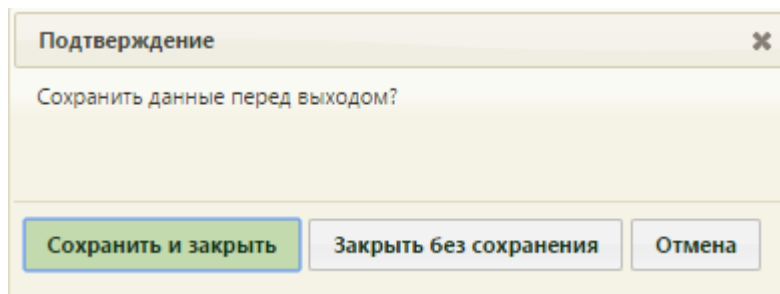 Подтверждение
Сохранить данные перед выходом?
Сохранить и закрыть
Закрыть без сохранения
Отмена